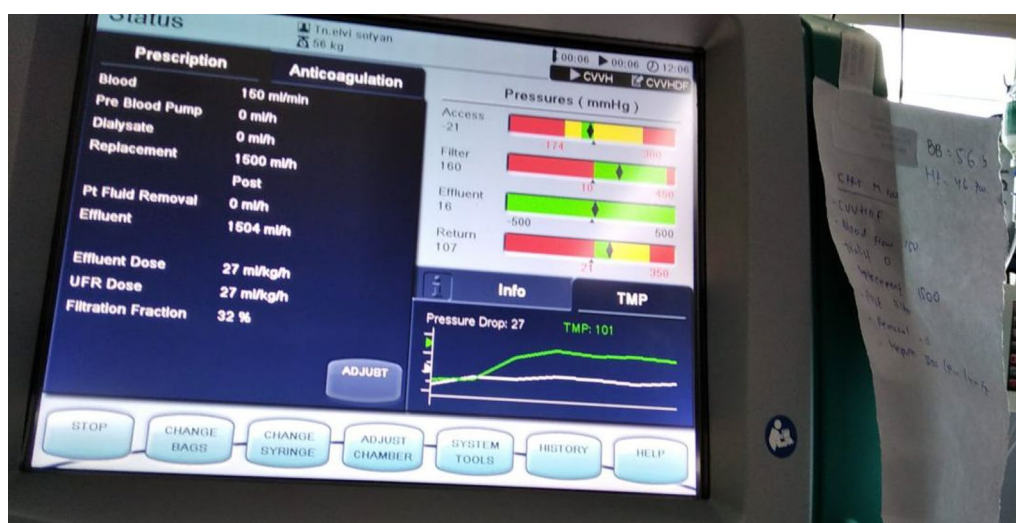 Status
Tn.elvi sofyan
56 kg
00:06 00:06 12:06
CVVH CVVHDF
Prescription
Anticoagulation
Blood
150 ml/min
Pre Blood Pump
0 ml/h
Dialysate
0 ml/h
Replacement
1500 ml/h
Post
Pt Fluid Removal
0 ml/h
Effluent
1504 ml/h
Effluent Dose
27 ml/kg/h
UFR Dose
27 ml/kg/h
Filtration Fraction
32 %
ADJUST
Pressures ( mmHg )
Access
-21
174 300
Filter
160
10 450
Effluent
16
-500 500
Return
107
21 350
i Info
TMP
Pressure Drop: 27
TMP: 101
STOP
CHANGE
BAGS
CHANGE
SYRINGE
ADJUST
CHAMBER
SYSTEM
TOOLS
HISTORY
HELP
BB : 56
CVVHDF
Blood flow 150
1500